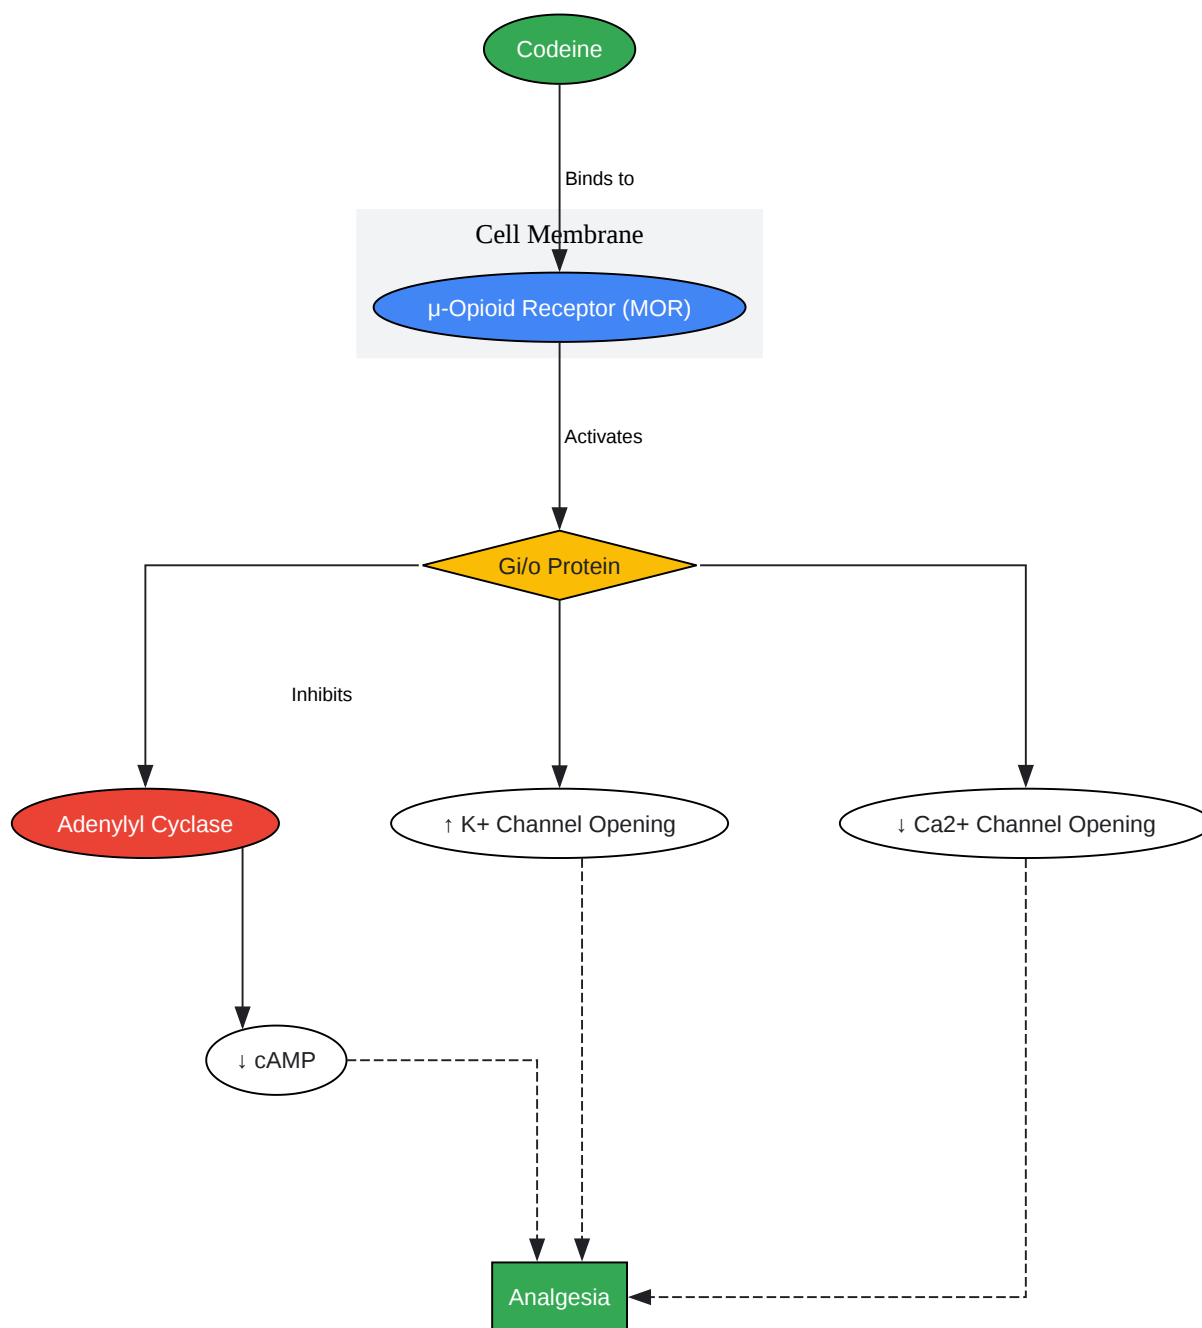 Codeine
Binds to
Cell Membrane
μ-Opioid Receptor (MOR)
Activates
Gi/o Protein
Inhibits
Adenylyl Cyclase
↑ K+ Channel Opening
↓ Ca2+ Channel Opening
↓ cAMP
Analgesia